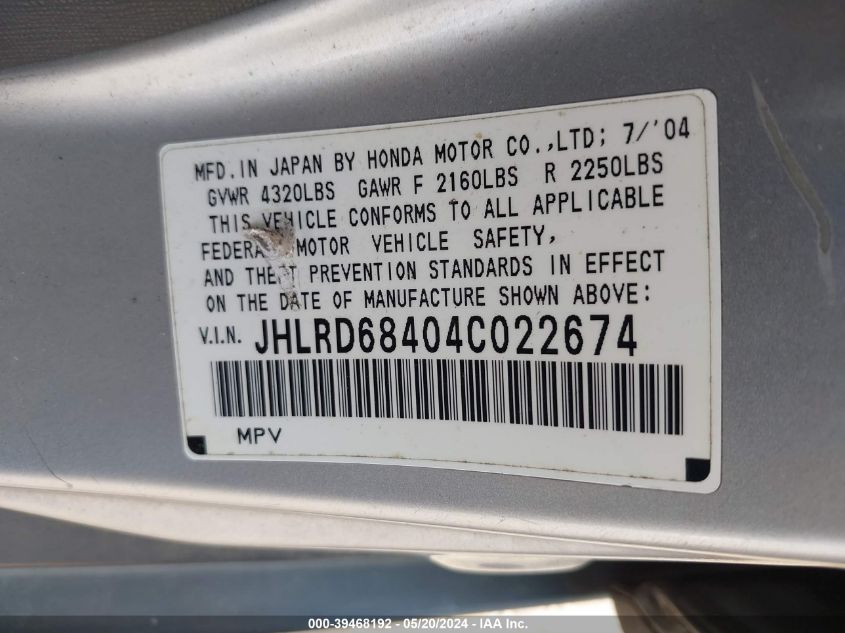 MFD.IN JAPAN BY HONDA MOTOR CO.,LTD; 7/'04
GVWR 4320LBS GAWR F 2160LBS R 2250LBS
THIS VEHICLE CONFORMS TO ALL APPLICABLE
FEDERAL MOTOR VEHICLE SAFETY,
AND THEFT PREVENTION STANDARDS IN EFFECT
ON THE DATE OF MANUFACTURE SHOWN ABOVE:
V.I.N. JHLRD68404C022674
MPV
000-39468192 - 05/20/2024 - IAA Inc.